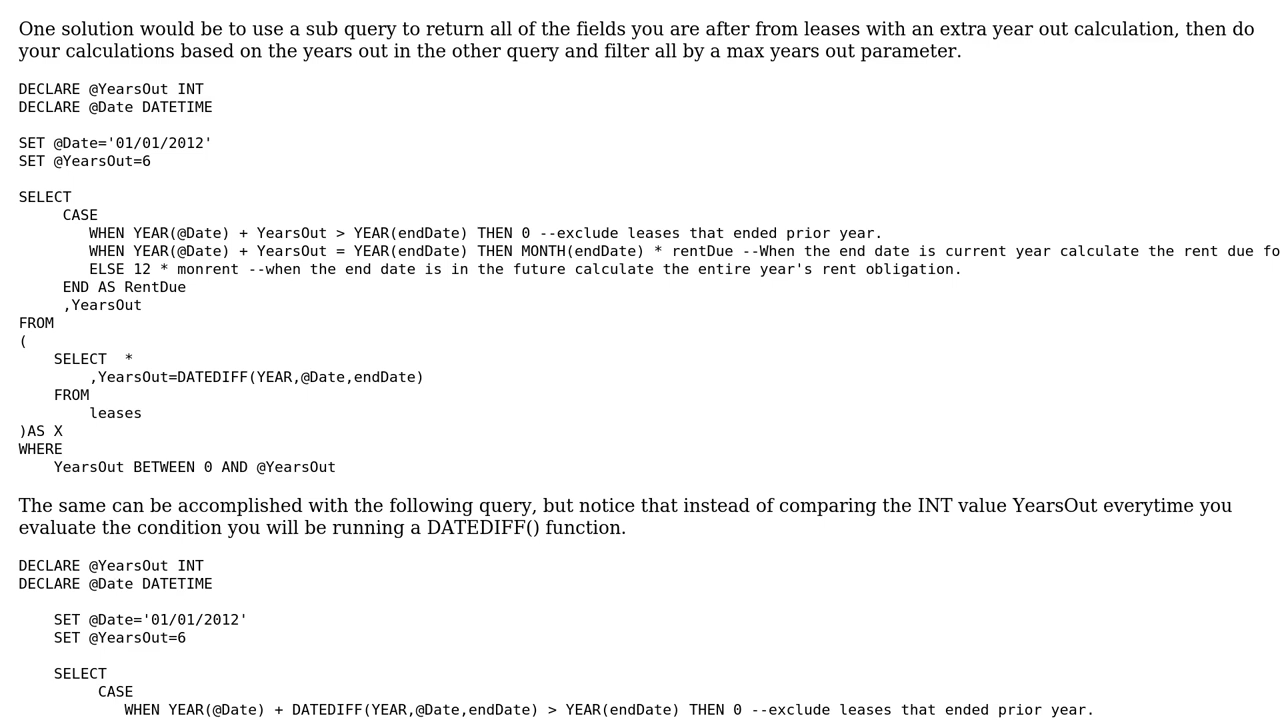 One solution would be to use a sub query to return all of the fields you are after from leases with an extra year out calculation, then do
your calculations based on the years out in the other query and filter all by a max years out parameter.
DECLARE @YearsOut INT
DECLARE @Date DATETIME
SET @Date='01/01/2012'
SET @YearsOut=6
SELECT
CASE
WHEN YEAR(@Date) + YearsOut > YEAR(endDate) THEN 0 --exclude leases that ended prior year.
WHEN YEAR(@Date) + YearsOut = YEAR(endDate) THEN MONTH(endDate) * rentDue --When the end date is current year calculate the rent due fo
ELSE 12 * monrent --when the end date is in the future calculate the entire year's rent obligation.
END AS RentDue
,YearsOut
FROM
(
SELECT  *
,YearsOut=DATEDIFF(YEAR,@Date,endDate)
FROM
leases
)AS X
WHERE
YearsOut BETWEEN 0 AND @YearsOut
The same can be accomplished with the following query, but notice that instead of comparing the INT value YearsOut everytime you
evaluate the condition you will be running a DATEDIFF() function.
DECLARE @YearsOut INT
DECLARE @Date DATETIME
SET @Date='01/01/2012'
SET @YearsOut=6
SELECT
CASE
WHEN YEAR(@Date) + DATEDIFF(YEAR,@Date,endDate) > YEAR(endDate) THEN 0 --exclude leases that ended prior year.